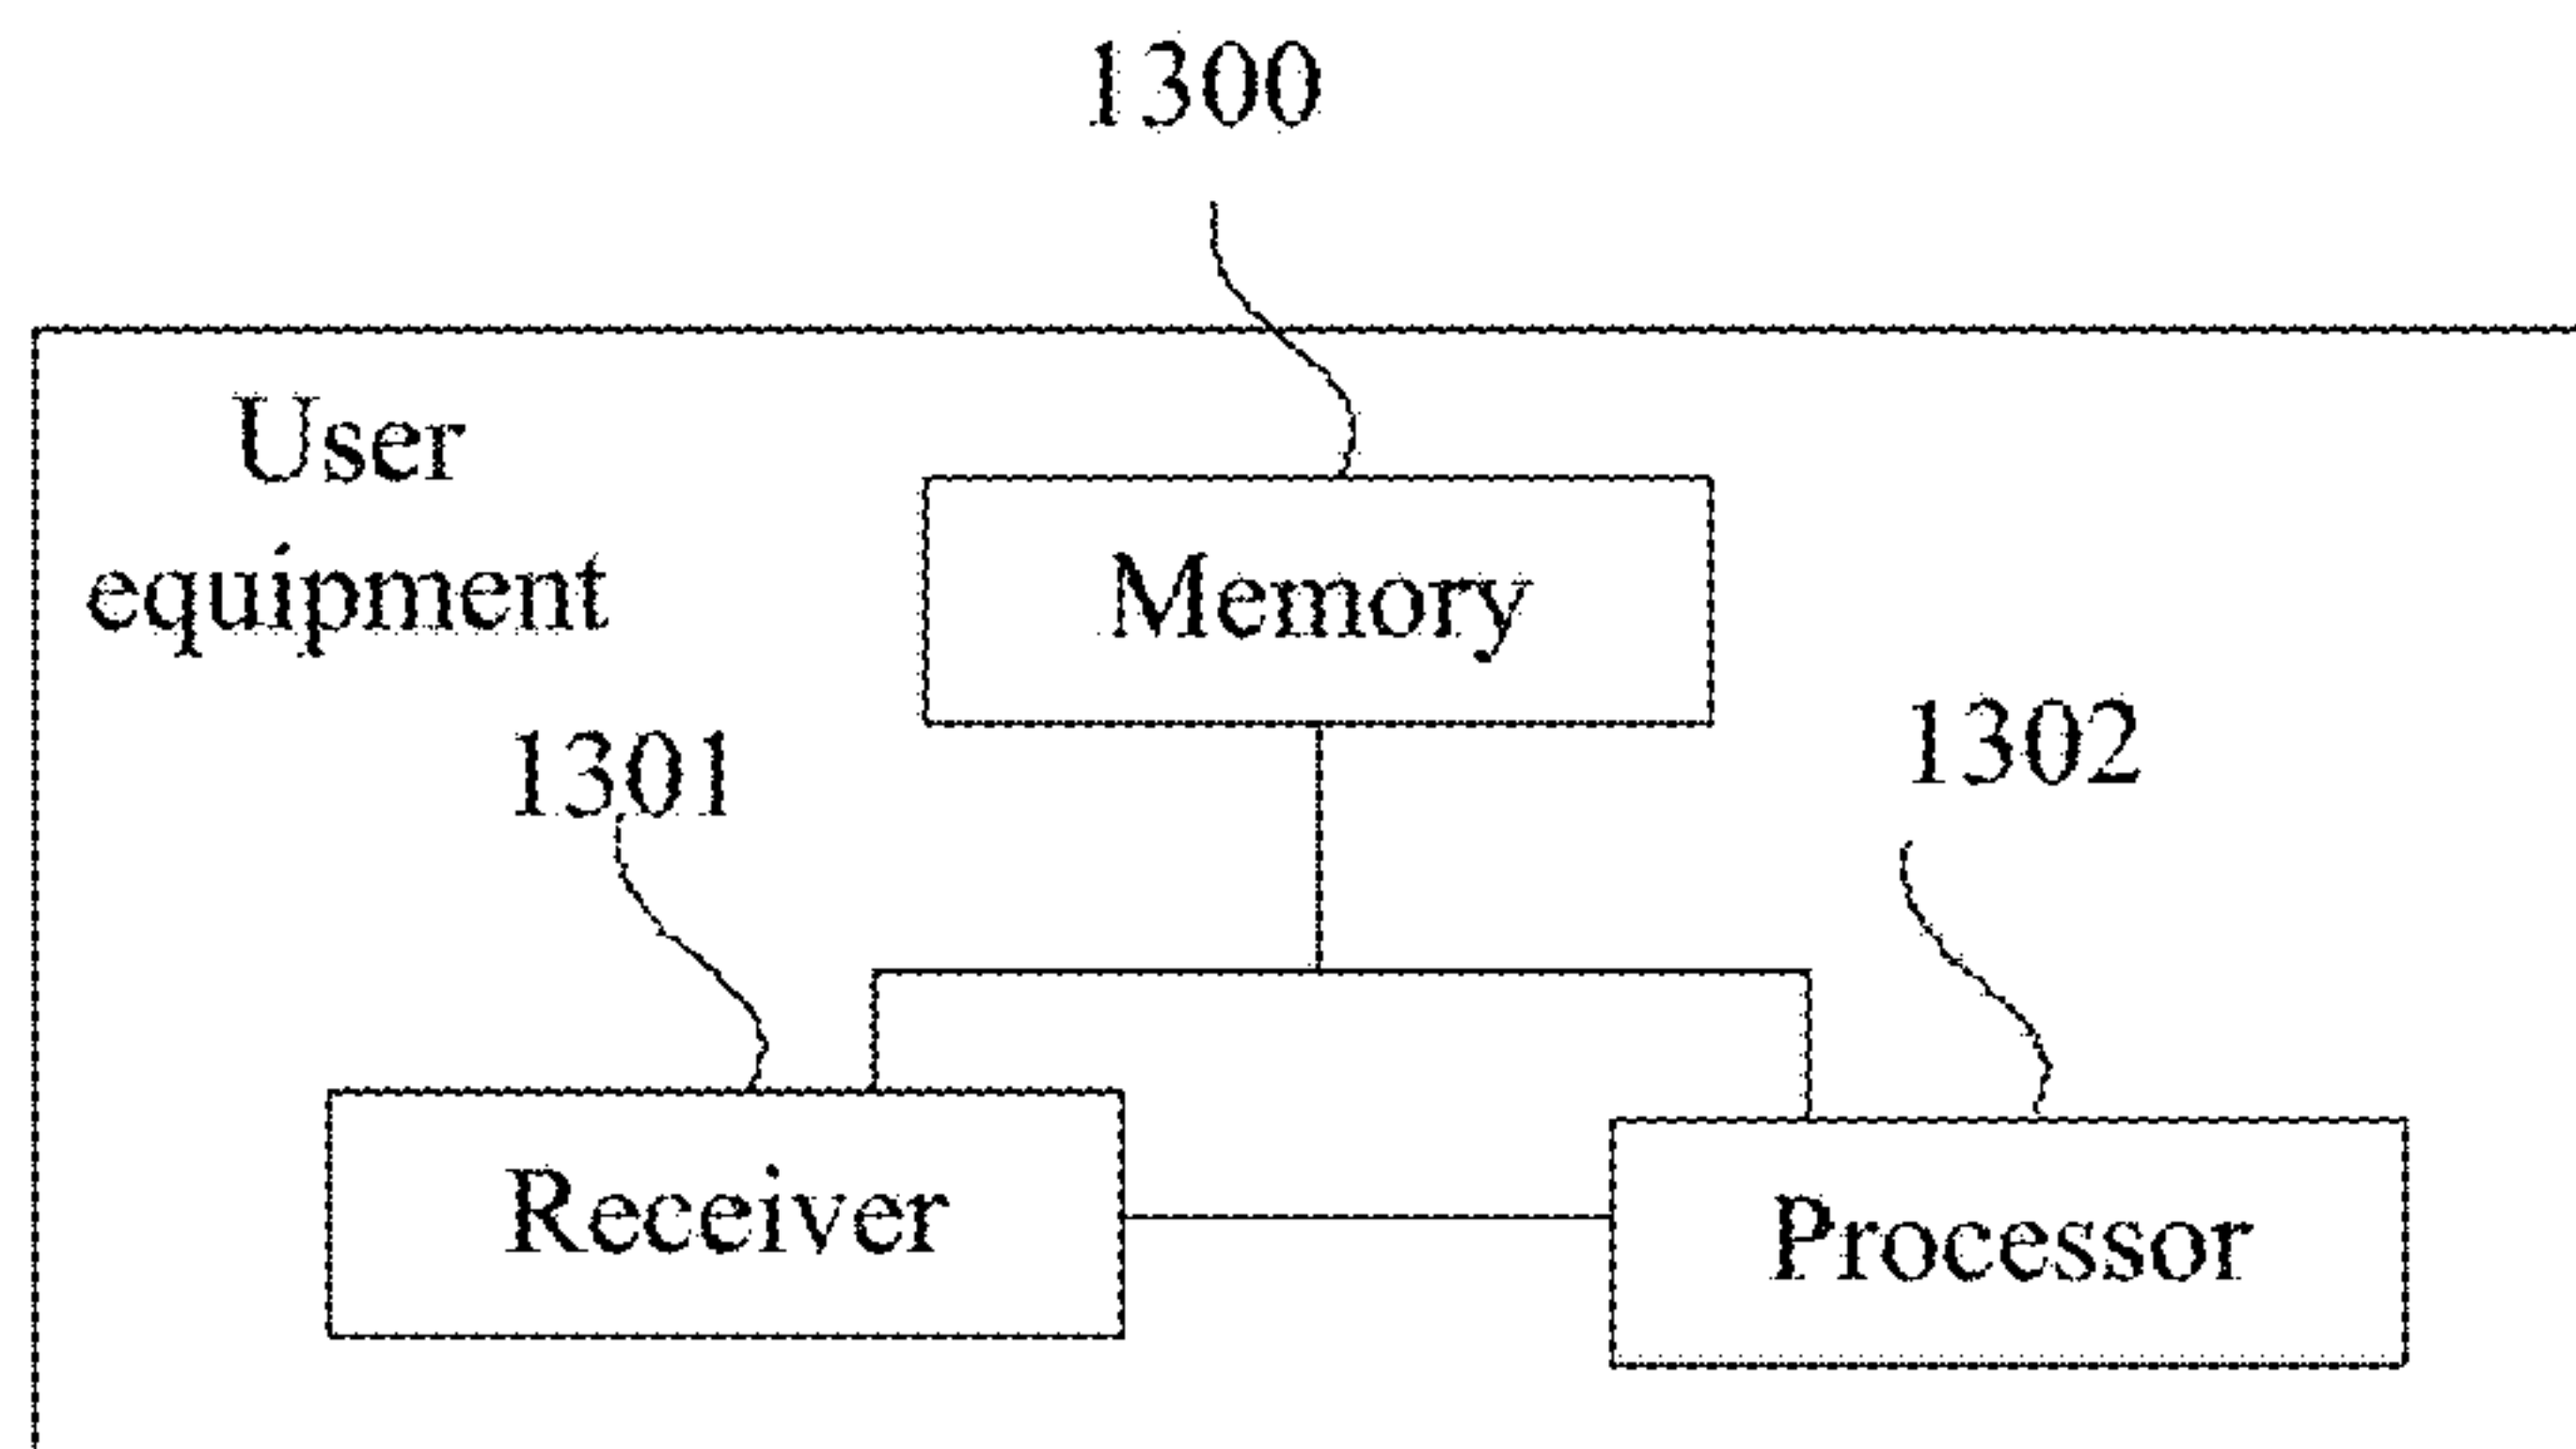 1300
User
equipment
Memory
1301
1302
Receiver
Processor